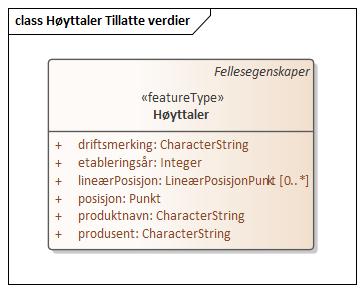 class Høyttaler Tillatte verdier
Fellesegenskaper
«featureType»
Høyttaler
+ driftsmerking: CharacterString
+ etableringsår: Integer
+ lineærPosisjon: LineærPosisjonPunkt [0..*]
+ posisjon: Punkt
+ produktnavn: CharacterString
+ produsent: CharacterString